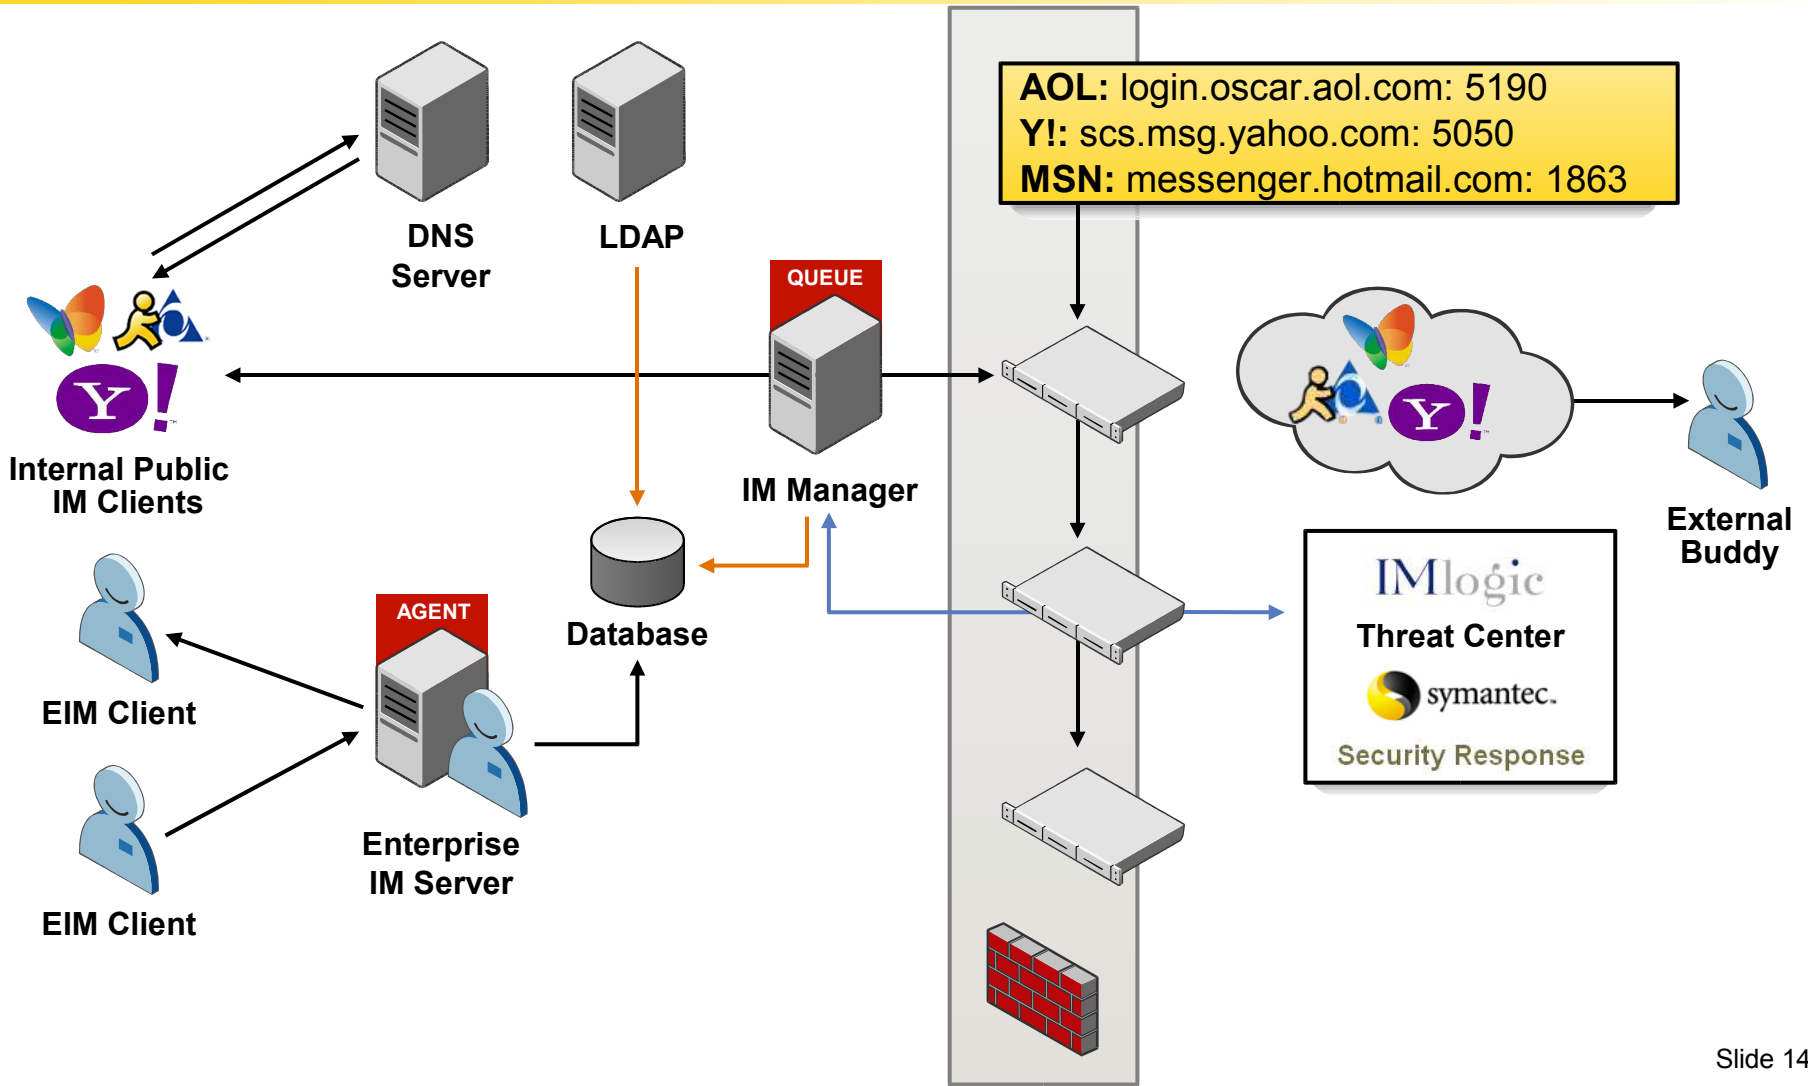 AOL: login.oscar.aol.com: 5190
Y!: scs.msg.yahoo.com: 5050
MSN: messenger.hotmail.com: 1863
DNS
Server
LDAP
QUEUE
IM Manager
Y!
Internal Public
IM Clients
Y!
External
Buddy
EIM Client
EIM Client
AGENT
Enterprise
IM Server
Database
IMlogic
Threat Center
symantec.
Security Response
Slide 14